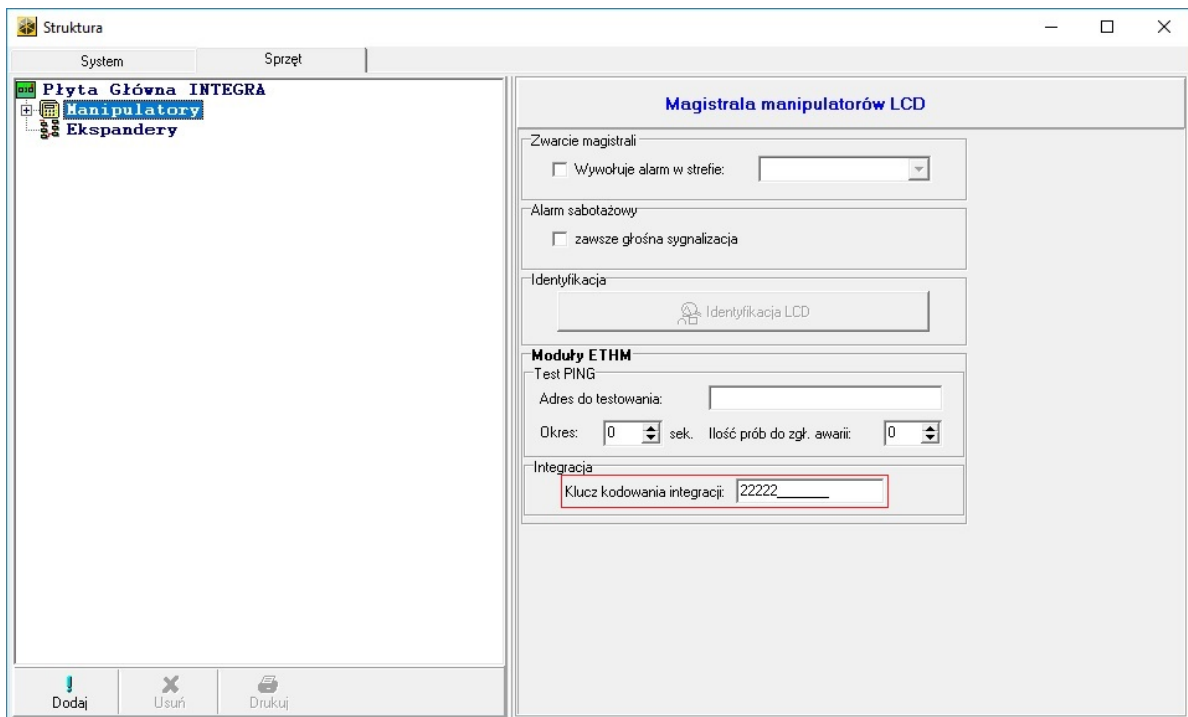 Struktura
System Sprzęt
Płyta Główna INTEGRA
Manipulatory
Ekspandery
Magistrala manipulatorów LCD
Zwarcie magistrali
Wywołuje alarm w strefie:
Alarm sabotażowy
zawsze głośna sygnalizacja
Identyfikacja
Identyfikacja LCD
Moduły ETHM
Test PING
Adres do testowania:
Okres: 0 sek. Ilość prób do zgł. awarii: 0
Integracja
Klucz kodowania integracji: 22222_______
Dodaj Usuń Drukuj